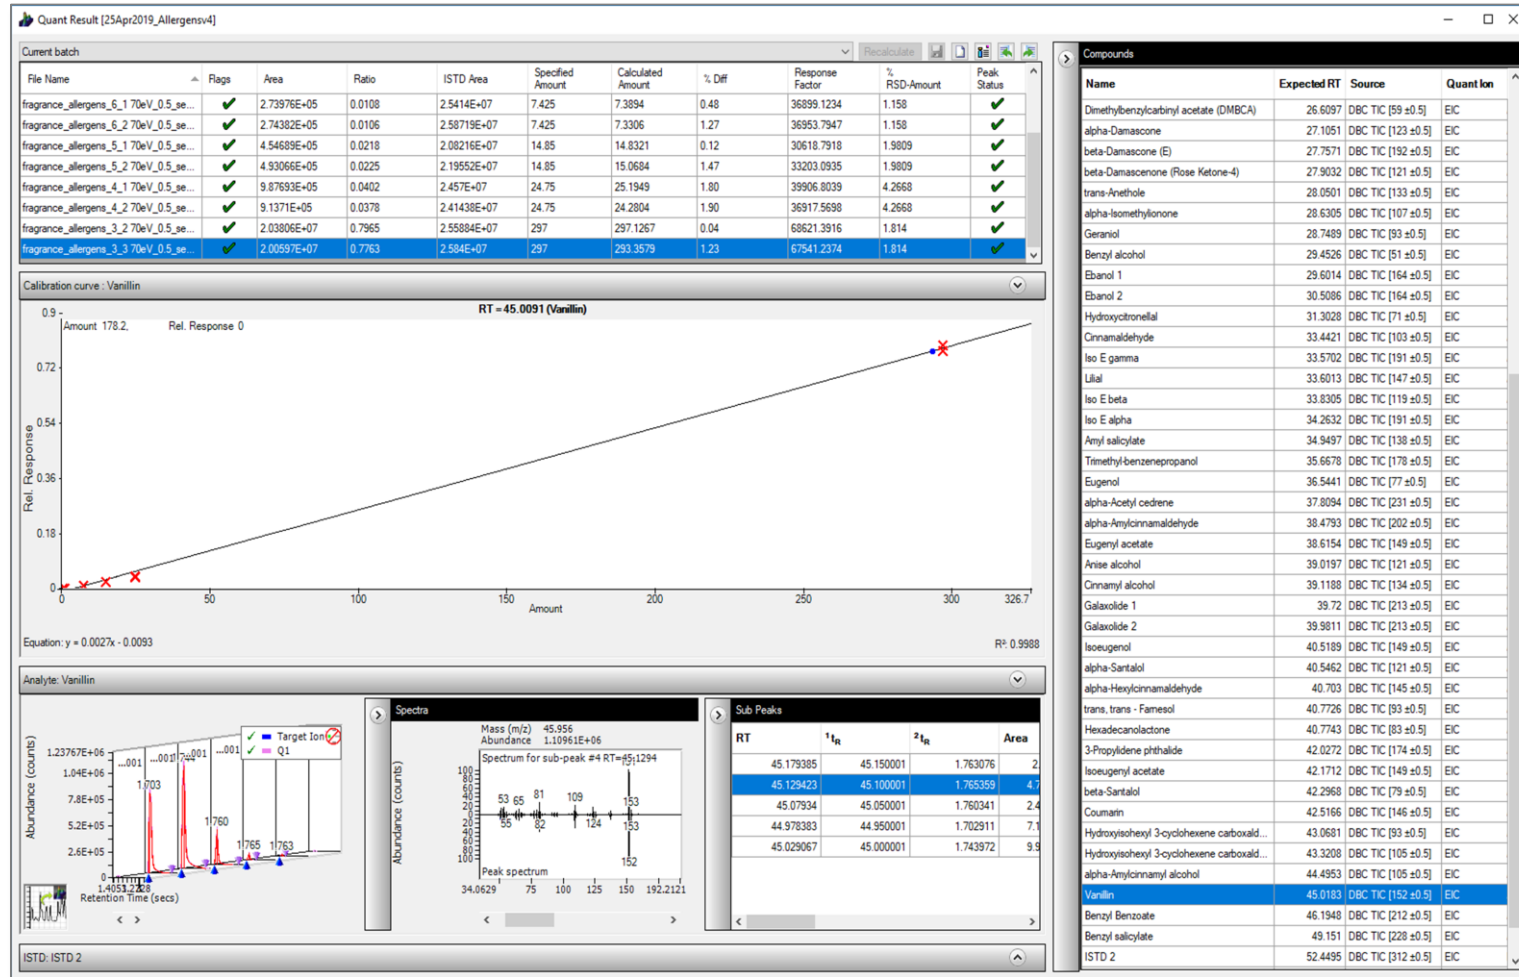 Quant Result [25Apr2019_Allergensv4]
Current batch
Recalculate
File Name Flags Area Ratio ISTD Area Specified Amount Calculated Amount % Diff Response Factor % RSD-Amount Peak Status
fragrance_allergens_6_1 70eV_0.5_se... 2.73976E+05 0.0108 2.5414E+07 7.425 7.3894 0.48 36899.1234 1.158
fragrance_allergens_6_2 70eV_0.5_se... 2.74382E+05 0.0106 2.58719E+07 7.425 7.3306 1.27 36953.7947 1.158
fragrance_allergens_5_1 70eV_0.5_se... 4.54689E+05 0.0218 2.08216E+07 14.85 14.8321 0.12 30618.7918 1.9809
fragrance_allergens_5_2 70eV_0.5_se... 4.93066E+05 0.0225 2.19552E+07 14.85 15.0684 1.47 33203.0935 1.9809
fragrance_allergens_4_1 70eV_0.5_se... 9.87693E+05 0.0402 2.457E+07 24.75 25.1949 1.80 39906.8039 4.2668
fragrance_allergens_4_2 70eV_0.5_se... 9.1371E+05 0.0378 2.41438E+07 24.75 24.2804 1.90 36917.5698 4.2668
fragrance_allergens_3_2 70eV_0.5_se... 2.03806E+07 0.7965 2.55884E+07 297 297.1267 0.04 68621.3916 1.814
fragrance_allergens_3_3 70eV_0.5_se... 2.00597E+07 0.7763 2.584E+07 297 293.3579 1.23 67541.2374 1.814
Calibration curve : Vanillin
RT = 45.0091 (Vanillin)
Amount 178.2, Rel. Response 0
0.9
0.72
0.54
0.36
0.18
0
Rel. Response
0 50 100 150 200 250 300 326.7
Amount
Equation: y = 0.0027x - 0.0093
R²: 0.9988
Analyte: Vanillin
Abundance (counts)
1.23767E+06
1.04E+06
7.8E+05
5.2E+05
2.6E+05
0
...001
...001
1.703
1.760
1.765
1.763
Target Ion
Q1
Retention Time (secs)
Spectra
Mass (m/z) 45.956
Abundance 1.10961E+06
Spectrum for sub-peak #4 RT=45.1294
Abundance (counts)
100
80
60
40
20
0
20
40
60
80
100
53 65 81 109 153
55 82 124 153
152
Peak spectrum
34.0629 75 100 125 150 192.2121
Sub Peaks
RT ¹tR ²tR Area
45.179385 45.150001 1.763076 2.
45.129423 45.100001 1.765359 4.7
45.07934 45.050001 1.760341 2.4
44.978383 44.950001 1.702911 7.1
45.029067 45.000001 1.743972 9.9
ISTD: ISTD 2
Compounds
Name Expected RT Source Quant Ion
Dimethylbenzylcarbinyl acetate (DMBCA) 26.6097 DBC TIC [59 ±0.5] EIC
alpha-Damascone 27.1051 DBC TIC [123 ±0.5] EIC
beta-Damascone (E) 27.7571 DBC TIC [192 ±0.5] EIC
beta-Damascenone (Rose Ketone-4) 27.9032 DBC TIC [121 ±0.5] EIC
trans-Anethole 28.0501 DBC TIC [133 ±0.5] EIC
alpha-Isomethylionone 28.6305 DBC TIC [107 ±0.5] EIC
Geraniol 28.7489 DBC TIC [93 ±0.5] EIC
Benzyl alcohol 29.4526 DBC TIC [51 ±0.5] EIC
Ebanol 1 29.6014 DBC TIC [164 ±0.5] EIC
Ebanol 2 30.5086 DBC TIC [164 ±0.5] EIC
Hydroxycitronellal 31.3028 DBC TIC [71 ±0.5] EIC
Cinnamaldehyde 33.4421 DBC TIC [103 ±0.5] EIC
Iso E gamma 33.5702 DBC TIC [191 ±0.5] EIC
Lilial 33.6013 DBC TIC [147 ±0.5] EIC
Iso E beta 33.8305 DBC TIC [119 ±0.5] EIC
Iso E alpha 34.2632 DBC TIC [191 ±0.5] EIC
Amyl salicylate 34.9497 DBC TIC [138 ±0.5] EIC
Trimethyl-benzenepropanol 35.6678 DBC TIC [178 ±0.5] EIC
Eugenol 36.5441 DBC TIC [77 ±0.5] EIC
alpha-Acetyl cedrene 37.8094 DBC TIC [231 ±0.5] EIC
alpha-Amylcinnamaldehyde 38.4793 DBC TIC [202 ±0.5] EIC
Eugenyl acetate 38.6154 DBC TIC [149 ±0.5] EIC
Anise alcohol 39.0197 DBC TIC [121 ±0.5] EIC
Cinnamyl alcohol 39.1188 DBC TIC [134 ±0.5] EIC
Galaxolide 1 39.72 DBC TIC [213 ±0.5] EIC
Galaxolide 2 39.9811 DBC TIC [213 ±0.5] EIC
Isoeugenol 40.5189 DBC TIC [149 ±0.5] EIC
alpha-Santalol 40.5462 DBC TIC [121 ±0.5] EIC
alpha-Hexylcinnamaldehyde 40.703 DBC TIC [145 ±0.5] EIC
trans, trans - Farnesol 40.7726 DBC TIC [93 ±0.5] EIC
Hexadecanolactone 40.7743 DBC TIC [83 ±0.5] EIC
3-Propylidene phthalide 42.0272 DBC TIC [174 ±0.5] EIC
Isoeugenyl acetate 42.1712 DBC TIC [149 ±0.5] EIC
beta-Santalol 42.2968 DBC TIC [79 ±0.5] EIC
Coumarin 42.5166 DBC TIC [146 ±0.5] EIC
Hydroxyisohexyl 3-cyclohexene carboxald... 43.0681 DBC TIC [93 ±0.5] EIC
Hydroxyisohexyl 3-cyclohexene carboxald... 43.3208 DBC TIC [105 ±0.5] EIC
alpha-Amylcinnamyl alcohol 44.4953 DBC TIC [105 ±0.5] EIC
Vanillin 45.0183 DBC TIC [152 ±0.5] EIC
Benzyl Benzoate 46.1948 DBC TIC [212 ±0.5] EIC
Benzyl salicylate 49.151 DBC TIC [228 ±0.5] EIC
ISTD 2 52.4495 DBC TIC [312 ±0.5] EIC